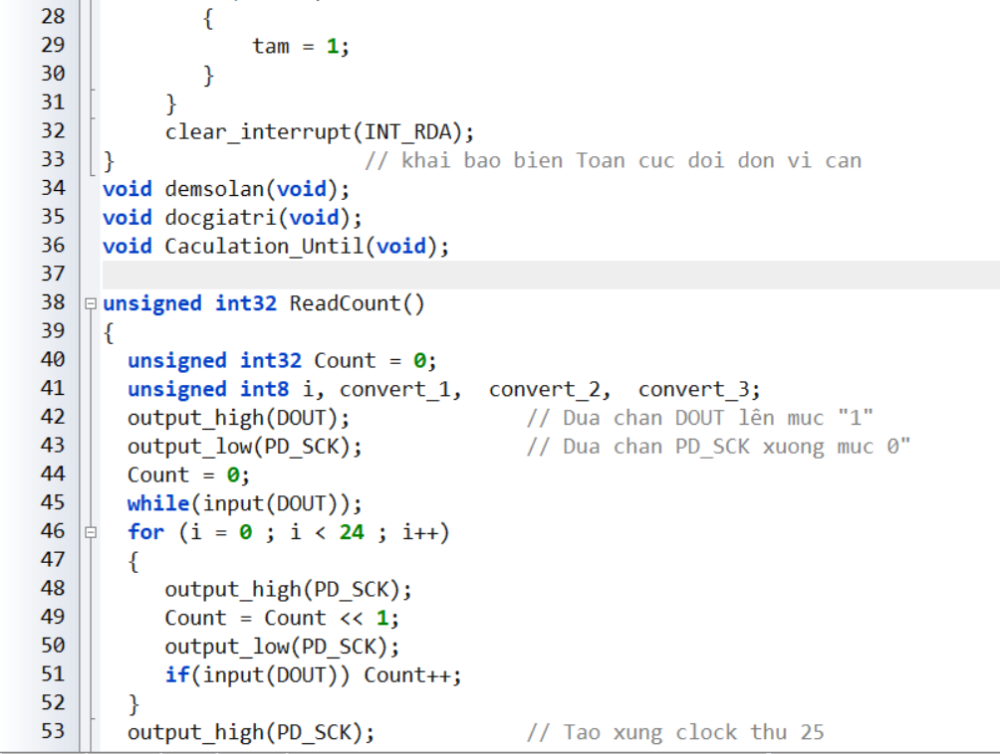 28 {
29 tam = 1;
30 }
31 }
32 clear_interrupt(INT_RDA);
33 } // khai bao bien Toan cuc doi don vi can
34 void demsolan(void);
35 void docgiatri(void);
36 void Caculation_Until(void);
37
38 unsigned int32 ReadCount()
39 {
40 unsigned int32 Count = 0;
41 unsigned int8 i, convert_1, convert_2, convert_3;
42 output_high(DOUT); // Dua chan DOUT lên muc "1"
43 output_low(PD_SCK); // Dua chan PD_SCK xuong muc 0"
44 Count = 0;
45 while(input(DOUT));
46 for (i = 0 ; i < 24 ; i++)
47 {
48 output_high(PD_SCK);
49 Count = Count << 1;
50 output_low(PD_SCK);
51 if(input(DOUT)) Count++;
52 }
53 output_high(PD_SCK); // Tao xung clock thu 25